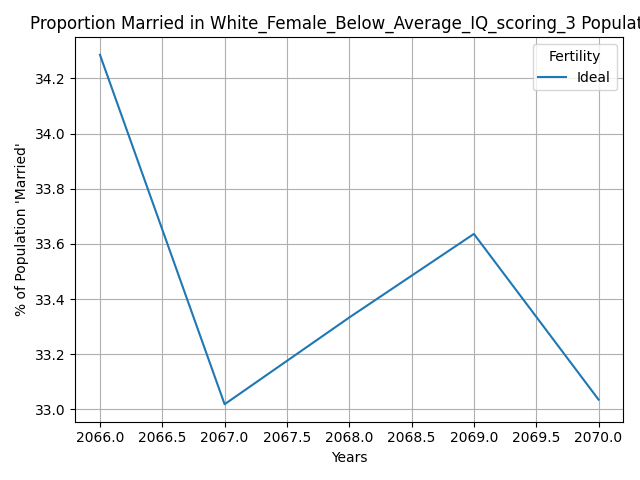 Proportion Married in White_Female_Below_Average_IQ_scoring_3 Populat
Fertility
Ideal
% of Population 'Married'
34.2
34.0
33.8
33.6
33.4
33.2
33.0
2066.0 2066.5 2067.0 2067.5 2068.0 2068.5 2069.0 2069.5 2070.0
Years